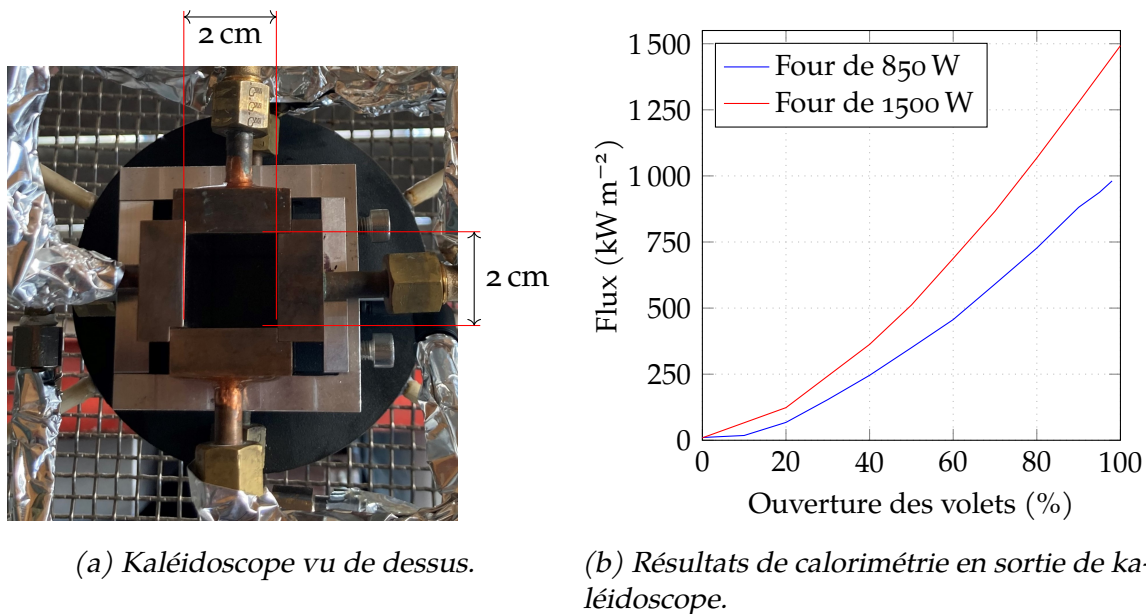 2 cm
2 cm
(a) Kaléidoscope vu de dessus.
Four de 850 W
Four de 1500 W
1 500
1 250
1 000
750
500
250
0
Flux (kW m⁻²)
0 20 40 60 80 100
Ouverture des volets (%)
(b) Résultats de calorimétrie en sortie de ka-
léidoscope.